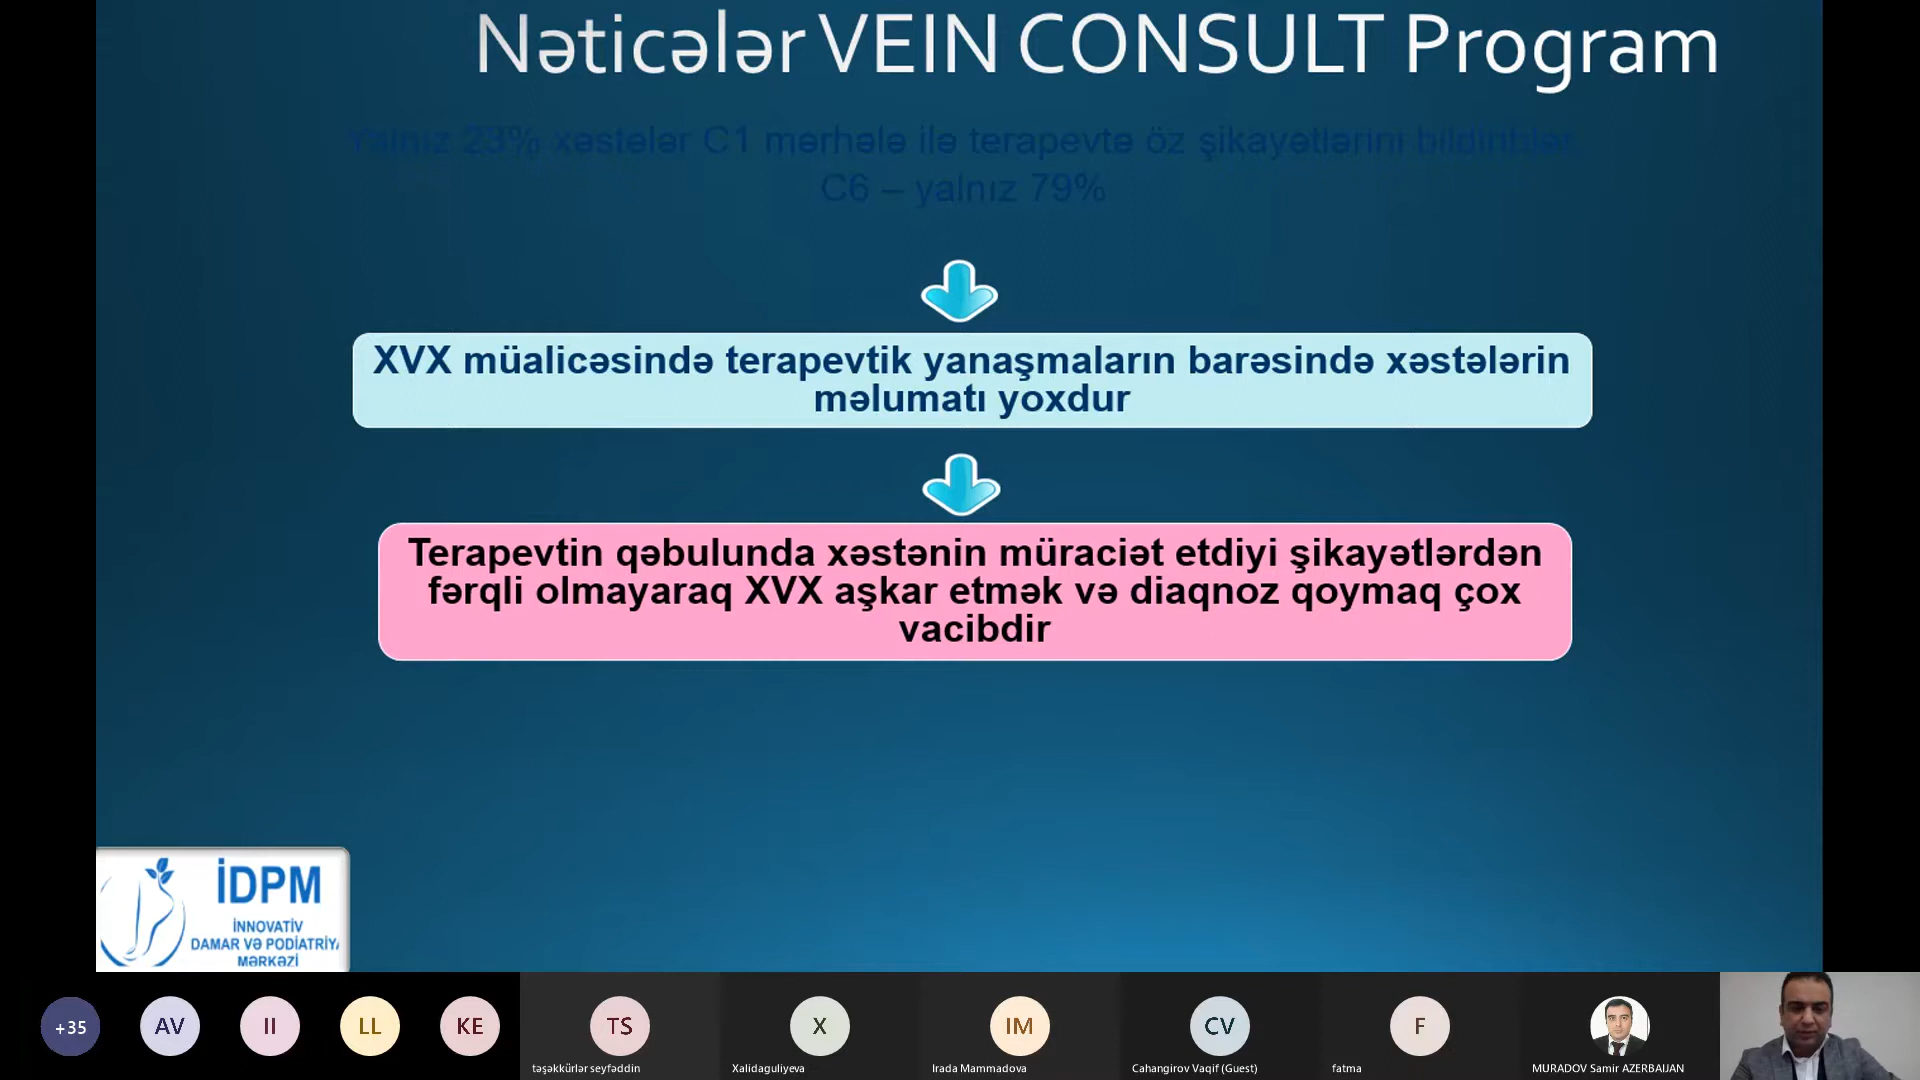 Nəticələr VEIN CONSULT Program
Yalnız 23% xəstələr C1 mərhələ ilə terapevtə öz şikayətlərini bildiriblər
C6 – yalnız 79%
XVX müalicəsində terapevtik yanaşmaların barəsində xəstələrin
məlumatı yoxdur
Terapevtin qəbulunda xəstənin müraciət etdiyi şikayətlərdən
fərqli olmayaraq XVX aşkar etmək və diaqnoz qoymaq çox
vacibdir
İDPM
İNNOVATİV
DAMAR VƏ PODİATRİYA
MƏRKƏZİ
+35
AV
II
LL
KE
TS
X
IM
CV
F
təşəkkürlər seyfəddin
Xalidaguliyeva
Irada Mammadova
Cahangirov Vaqif (Guest)
fatma
MURADOV Samir AZERBAIJAN